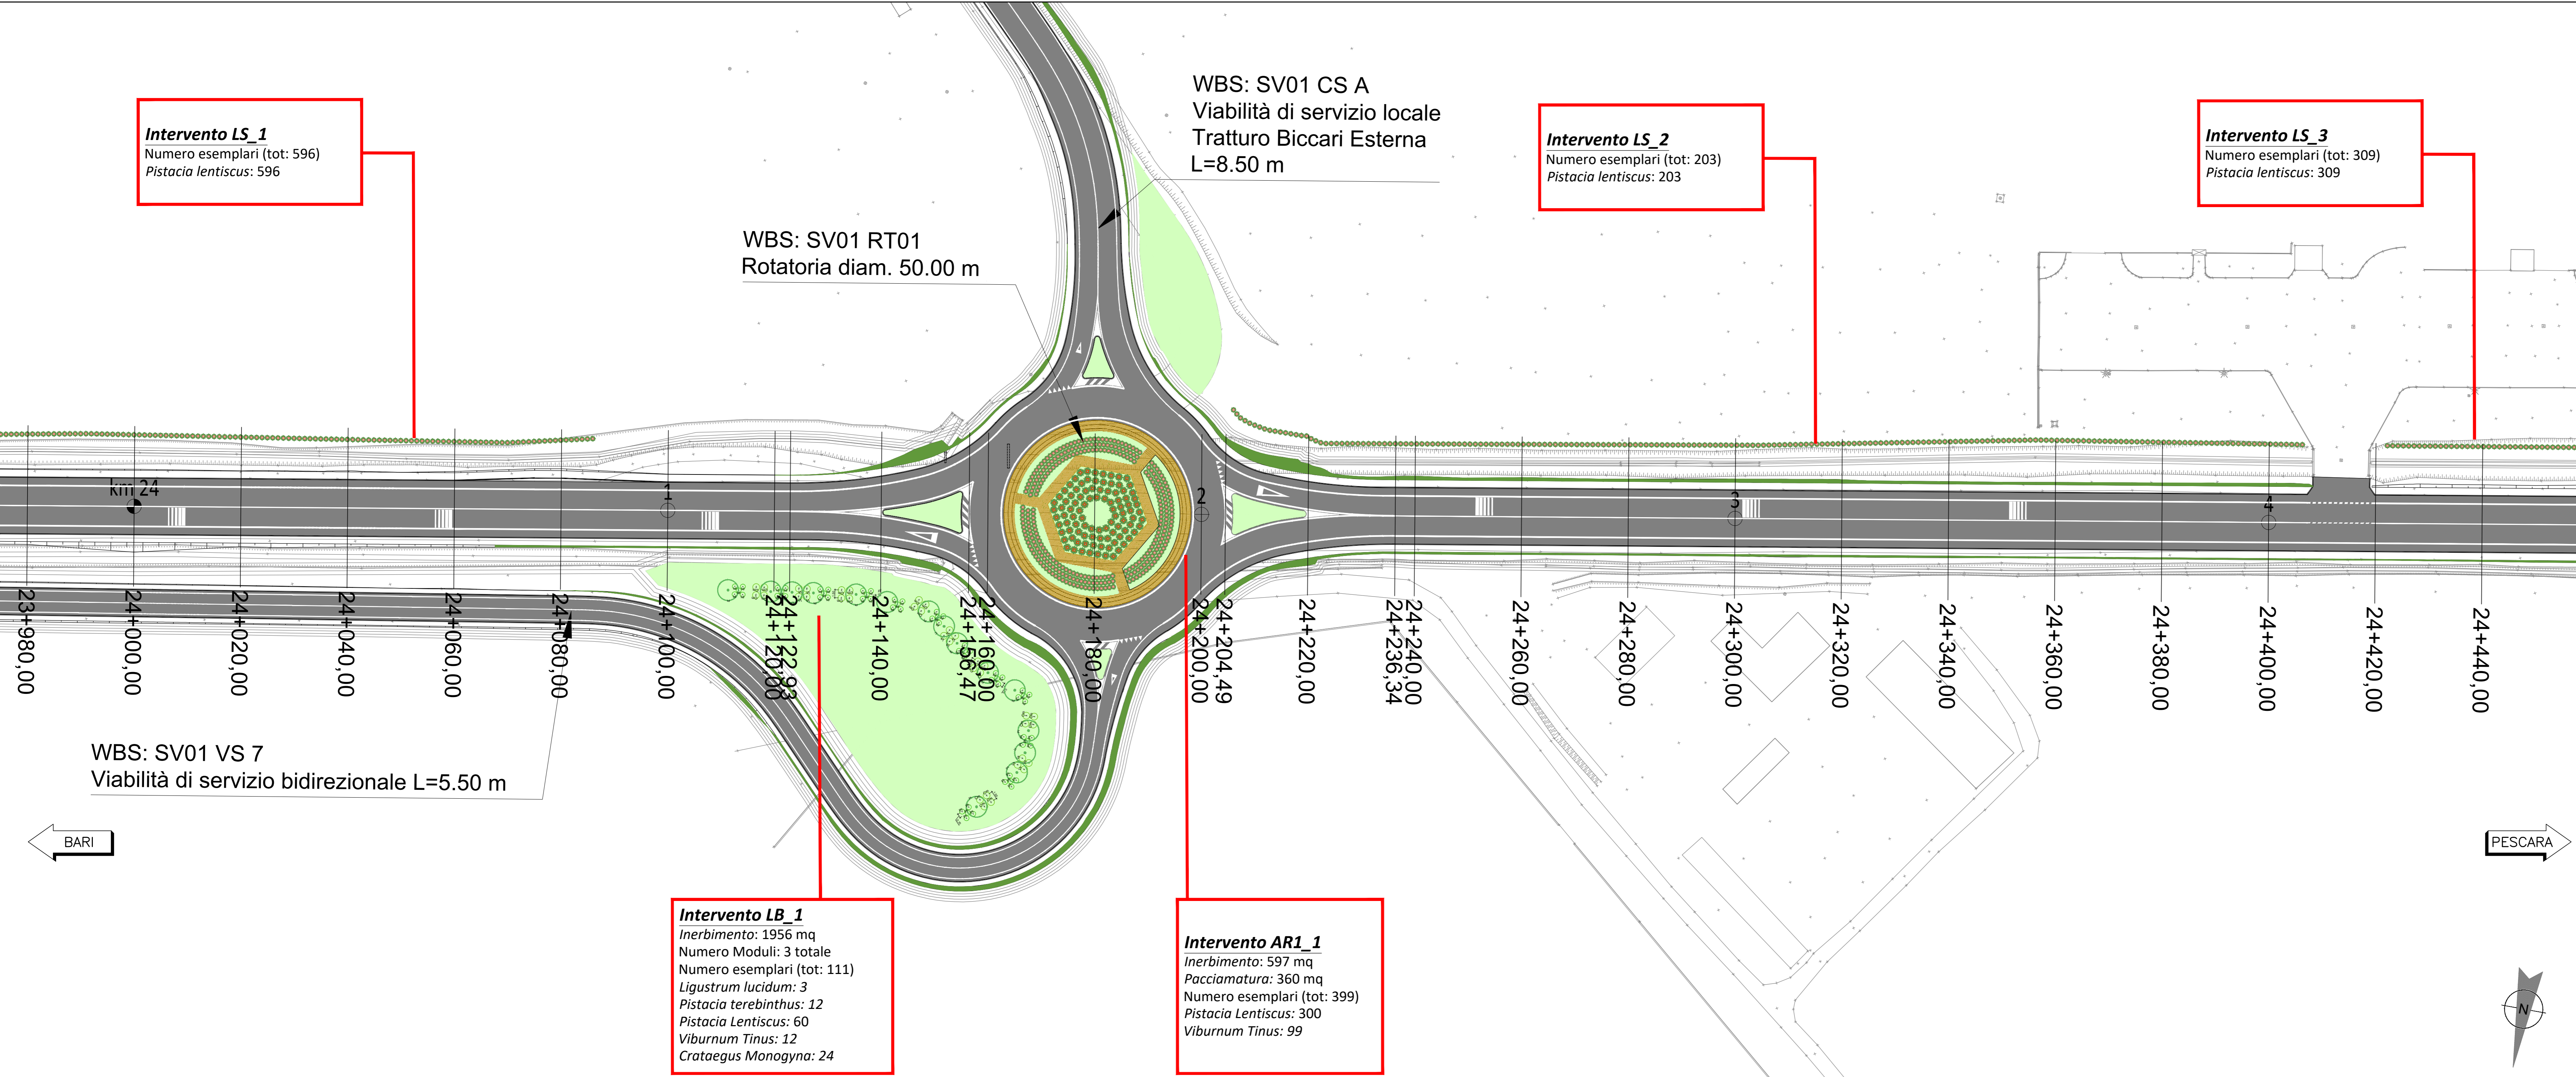 WBS: SV01 CS A
Viabilità di servizio locale
Tratturo Biccari Esterna
L=8.50 m
Intervento LS_1
Numero esemplari (tot: 596)
Pistacia lentiscus: 596
Intervento LS_2
Numero esemplari (tot: 203)
Pistacia lentiscus: 203
Intervento LS_3
Numero esemplari (tot: 309)
Pistacia lentiscus: 309
WBS: SV01 RT01
Rotatoria diam. 50.00 m
km 24
1
2
3
4
23+980,00
24+000,00
24+020,00
24+040,00
24+060,00
24+080,00
24+100,00
24+120,00
24+122,93
24+140,00
24+156,47
24+160,00
24+180,00
24+200,00
24+204,49
24+220,00
24+236,34
24+240,00
24+260,00
24+280,00
24+300,00
24+320,00
24+340,00
24+360,00
24+380,00
24+400,00
24+420,00
24+440,00
WBS: SV01 VS 7
Viabilità di servizio bidirezionale L=5.50 m
BARI
PESCARA
Intervento LB_1
Inerbimento: 1956 mq
Numero Moduli: 3 totale
Numero esemplari (tot: 111)
Ligustrum lucidum: 3
Pistacia terebinthus: 12
Pistacia Lentiscus: 60
Viburnum Tinus: 12
Crataegus Monogyna: 24
Intervento AR1_1
Inerbimento: 597 mq
Pacciamatura: 360 mq
Numero esemplari (tot: 399)
Pistacia Lentiscus: 300
Viburnum Tinus: 99
N